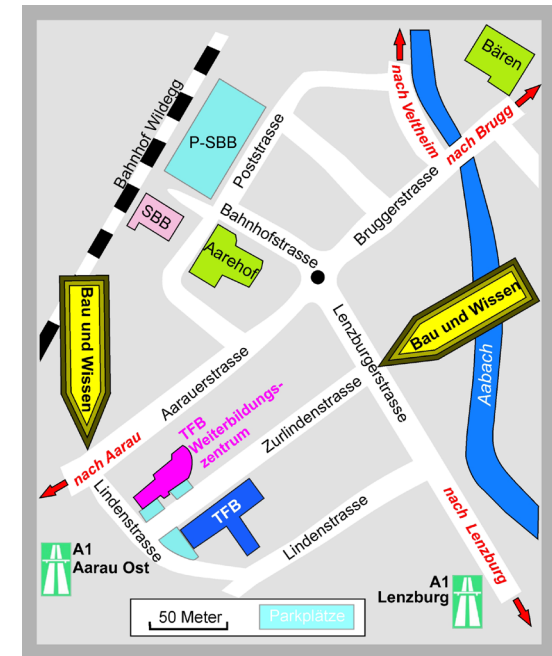 Bären
nach Veltheim
nach Brugg
Bahnhof Wildegg
P-SBB
Poststrasse
SBB
Bahnhofstrasse
Bruggerstrasse
Aarehof
Bau und Wissen
Bau und Wissen
Aabach
Lenzburgerstrasse
Aarauerstrasse
TFB
Weiterbildungs-
zentrum
Zurlindenstrasse
nach Aarau
Lindenstrasse
TFB
Lindenstrasse
nach Lenzburg
A1
Aarau Ost
A1
Lenzburg
50 Meter
Parkplätze